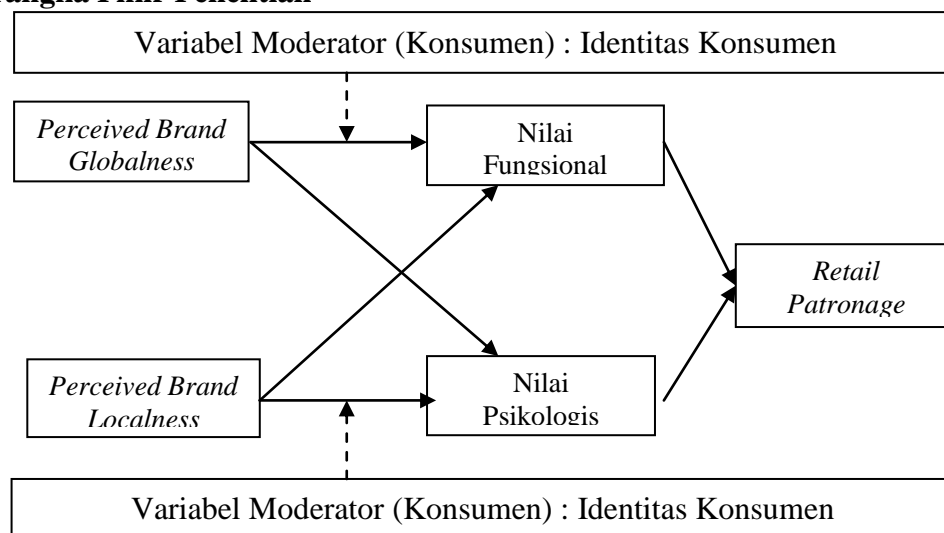 Variabel Moderator (Konsumen) : Identitas Konsumen
Perceived Brand
Globalness
Nilai
Fungsional
Retail
Patronage
Perceived Brand
Localness
Nilai
Psikologis
Variabel Moderator (Konsumen) : Identitas Konsumen